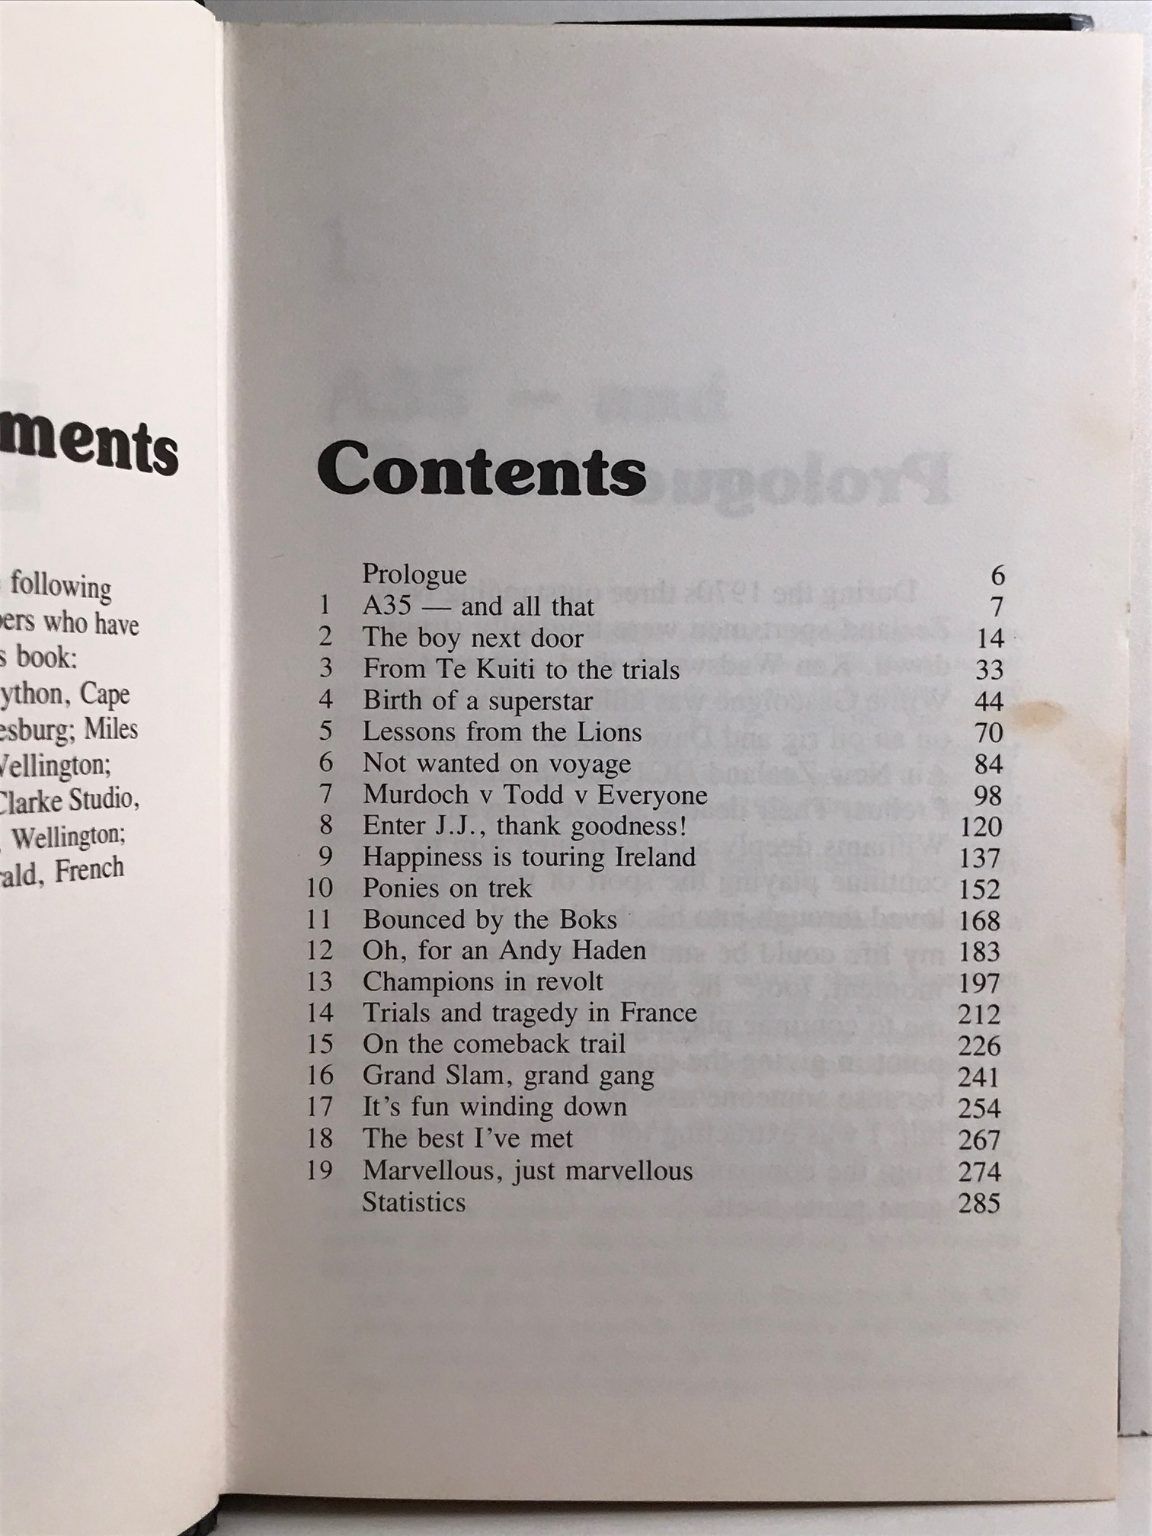 ments
following
ers who have
s book:
ython, Cape
esburg; Miles
Vellington;
Clarke Studio,
, Wellington;
ald, French
Contents
Prologue 6
1 A35 — and all that 7
2 The boy next door 14
3 From Te Kuiti to the trials 33
4 Birth of a superstar 44
5 Lessons from the Lions 70
6 Not wanted on voyage 84
7 Murdoch v Todd v Everyone 98
8 Enter J.J., thank goodness! 120
9 Happiness is touring Ireland 137
10 Ponies on trek 152
11 Bounced by the Boks 168
12 Oh, for an Andy Haden 183
13 Champions in revolt 197
14 Trials and tragedy in France 212
15 On the comeback trail 226
16 Grand Slam, grand gang 241
17 It's fun winding down 254
18 The best I've met 267
19 Marvellous, just marvellous 274
Statistics 285